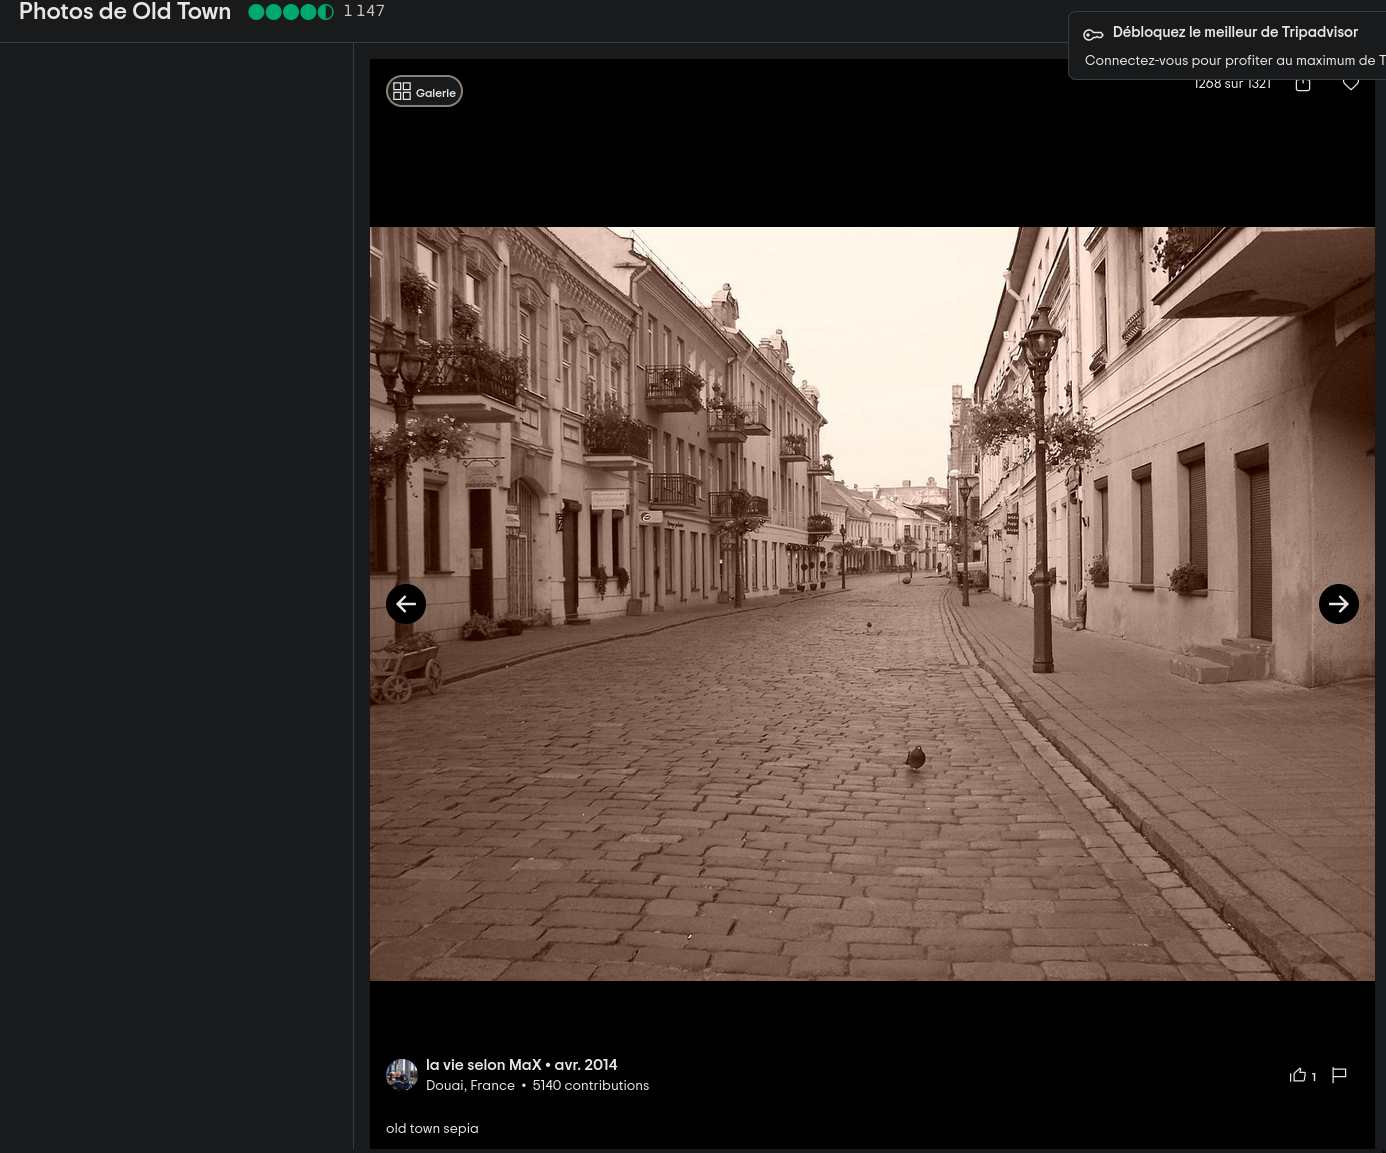 Photos de Old Town 1 147
Débloquez le meilleur de Tripadvisor
Connectez-vous pour profiter au maximum de T
Galerie
1268 sur 1321
la vie selon MaX • avr. 2014
Douai, France • 5140 contributions
1
old town sepia